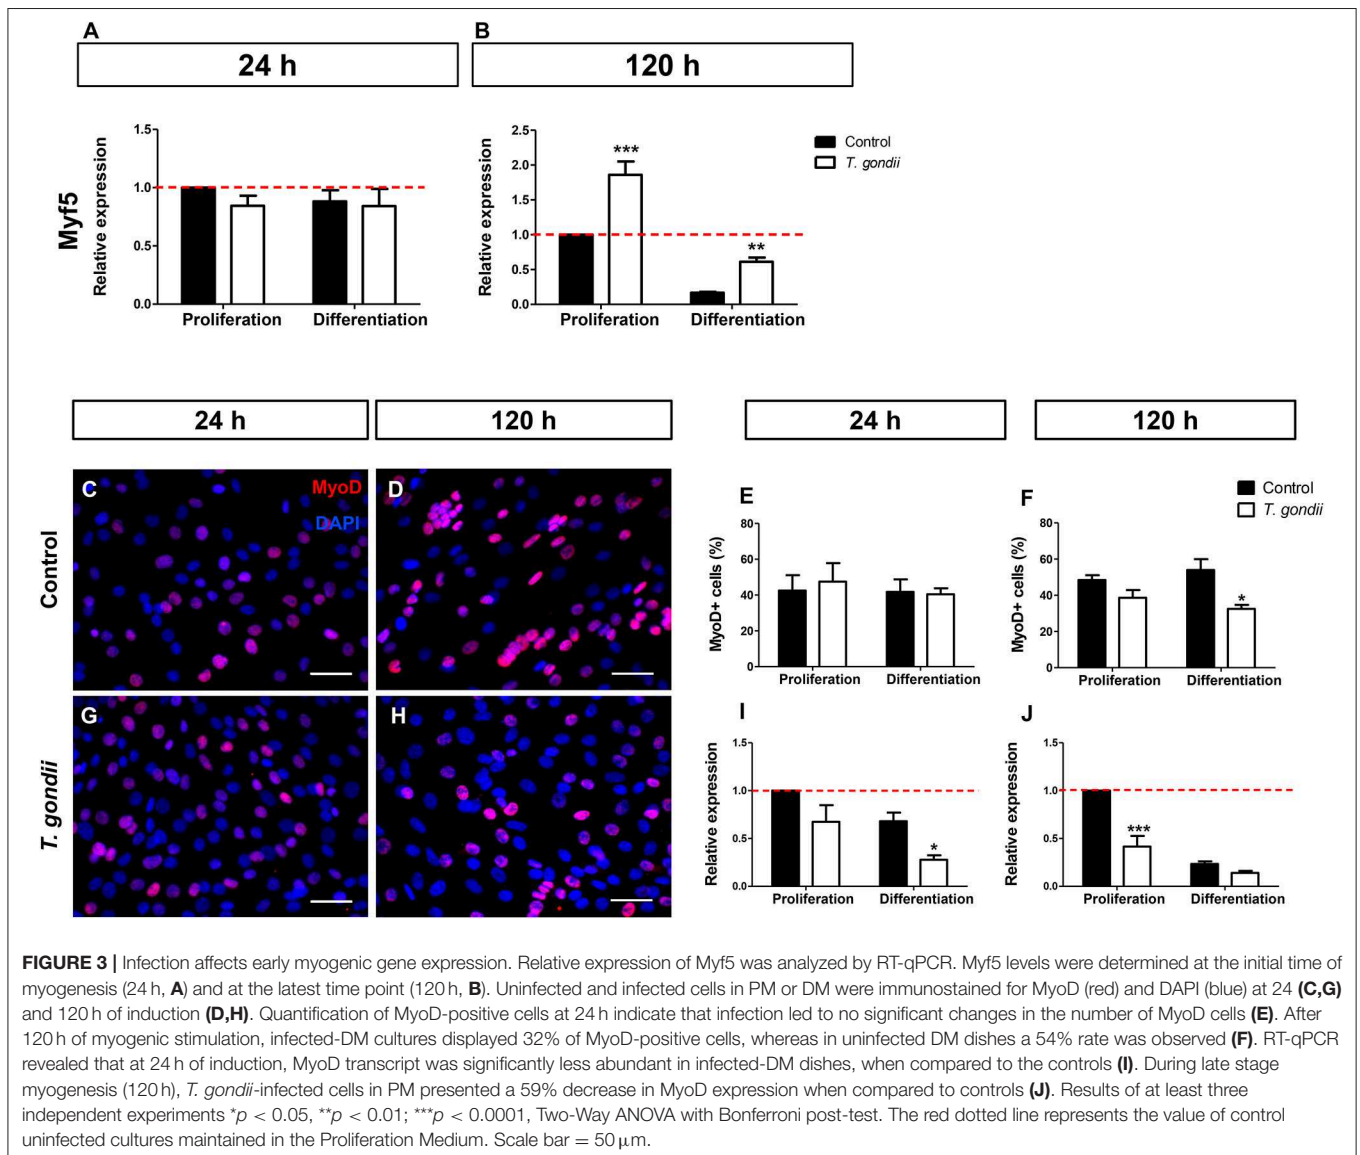 A
B
24 h
120 h
Myf5
Relative expression
1.5
1.0
0.5
0.0
Proliferation
Differentiation
Relative expression
2.5
2.0
1.5
1.0
0.5
0.0
***
**
Proliferation
Differentiation
Control
T. gondii
24 h
120 h
24 h
120 h
Control
C
MyoD
DAPI
D
T. gondii
G
H
E
MyoD+ cells (%)
80
60
40
20
0
Proliferation
Differentiation
F
Control
T. gondii
MyoD+ cells (%)
80
60
40
20
0
*
Proliferation
Differentiation
I
Relative expression
1.5
1.0
0.5
0.0
*
Proliferation
Differentiation
J
Relative expression
1.5
1.0
0.5
0.0
***
Proliferation
Differentiation
FIGURE 3 | Infection affects early myogenic gene expression. Relative expression of Myf5 was analyzed by RT-qPCR. Myf5 levels were determined at the initial time of
myogenesis (24 h, A) and at the latest time point (120 h, B). Uninfected and infected cells in PM or DM were immunostained for MyoD (red) and DAPI (blue) at 24 (C,G)
and 120 h of induction (D,H). Quantification of MyoD-positive cells at 24 h indicate that infection led to no significant changes in the number of MyoD cells (E). After
120 h of myogenic stimulation, infected-DM cultures displayed 32% of MyoD-positive cells, whereas in uninfected DM dishes a 54% rate was observed (F). RT-qPCR
revealed that at 24 h of induction, MyoD transcript was significantly less abundant in infected-DM dishes, when compared to the controls (I). During late stage
myogenesis (120 h), T. gondii-infected cells in PM presented a 59% decrease in MyoD expression when compared to controls (J). Results of at least three
independent experiments *p < 0.05, **p < 0.01; ***p < 0.0001, Two-Way ANOVA with Bonferroni post-test. The red dotted line represents the value of control
uninfected cultures maintained in the Proliferation Medium. Scale bar = 50 μm.